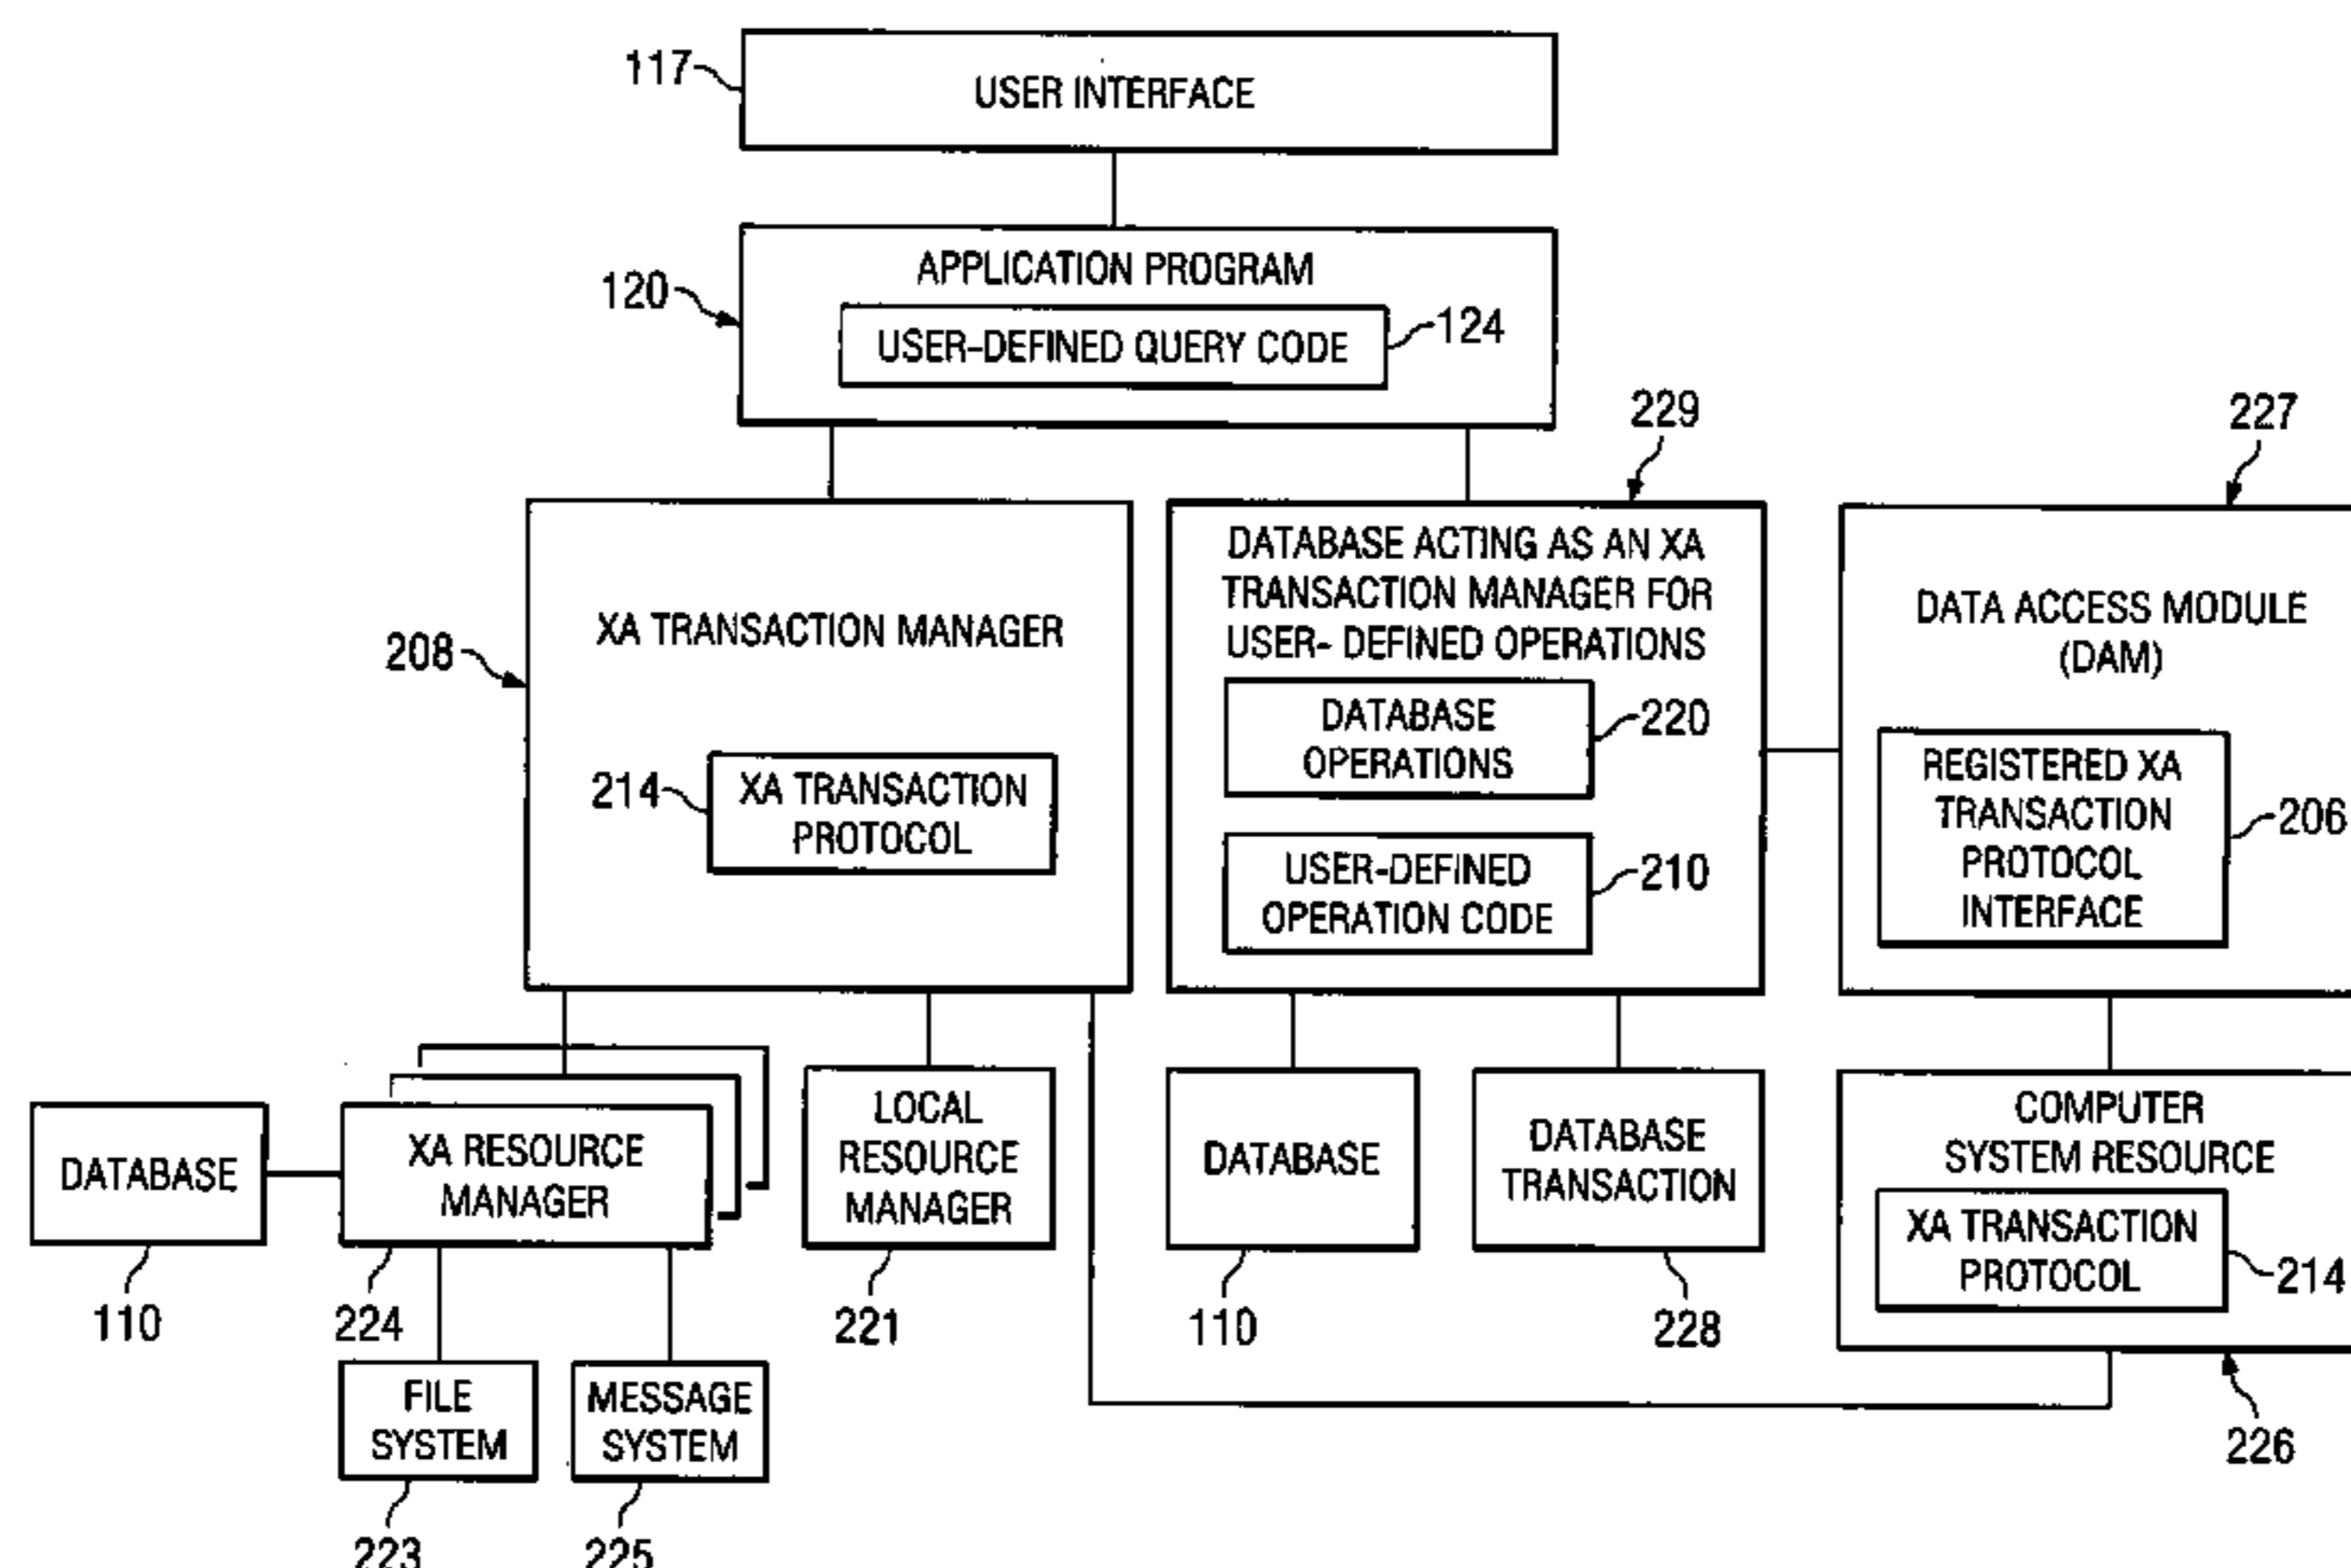 117
USER INTERFACE
120
APPLICATION PROGRAM
USER-DEFINED QUERY CODE
124
229
227
208
XA TRANSACTION MANAGER
214
XA TRANSACTION
PROTOCOL
DATABASE ACTING AS AN XA
TRANSACTION MANAGER FOR
USER- DEFINED OPERATIONS
DATABASE
OPERATIONS
220
USER-DEFINED
OPERATION CODE
210
DATA ACCESS MODULE
(DAM)
REGISTERED XA
TRANSACTION
PROTOCOL
INTERFACE
206
DATABASE
110
XA RESOURCE
MANAGER
224
LOCAL
RESOURCE
MANAGER
221
DATABASE
110
DATABASE
TRANSACTION
228
COMPUTER
SYSTEM RESOURCE
XA TRANSACTION
PROTOCOL
214
226
FILE
SYSTEM
223
MESSAGE
SYSTEM
225